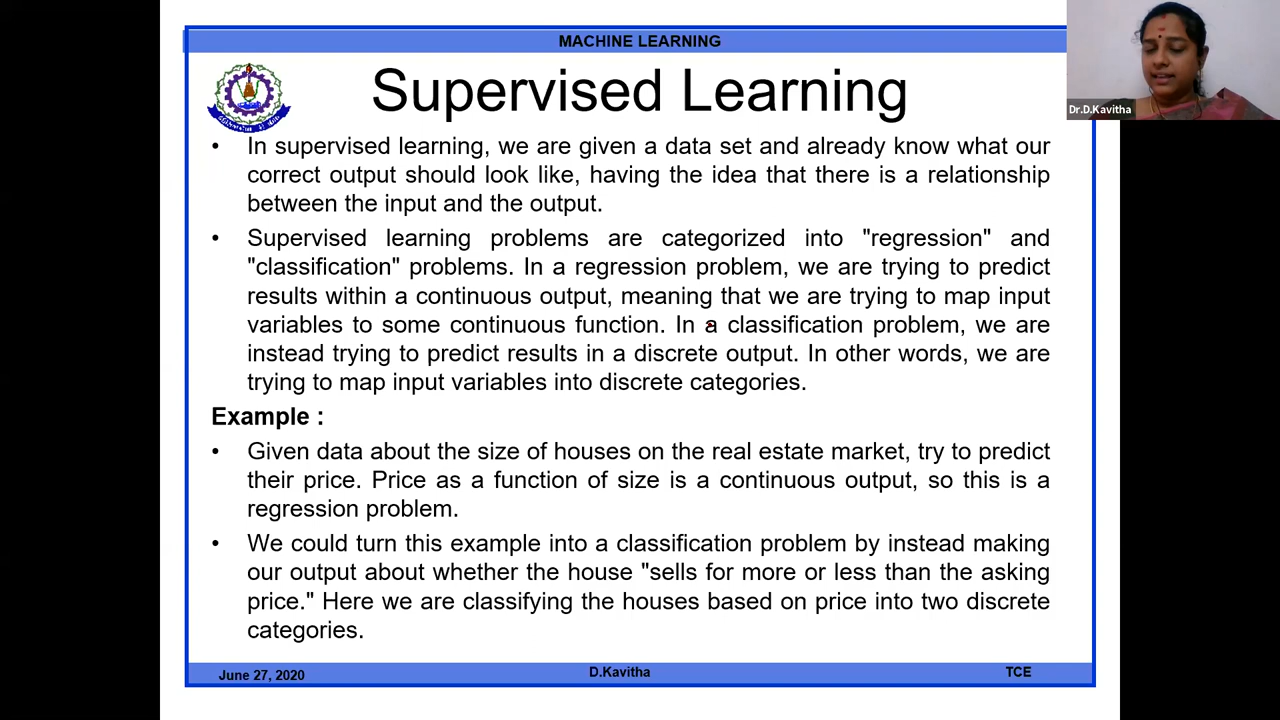 MACHINE LEARNING
Supervised Learning
Dr.D.Kavitha
• In supervised learning, we are given a data set and already know what our
correct output should look like, having the idea that there is a relationship
between the input and the output.
• Supervised learning problems are categorized into "regression" and
"classification" problems. In a regression problem, we are trying to predict
results within a continuous output, meaning that we are trying to map input
variables to some continuous function. In a classification problem, we are
instead trying to predict results in a discrete output. In other words, we are
trying to map input variables into discrete categories.
Example :
• Given data about the size of houses on the real estate market, try to predict
their price. Price as a function of size is a continuous output, so this is a
regression problem.
• We could turn this example into a classification problem by instead making
our output about whether the house "sells for more or less than the asking
price." Here we are classifying the houses based on price into two discrete
categories.
June 27, 2020
D.Kavitha
TCE